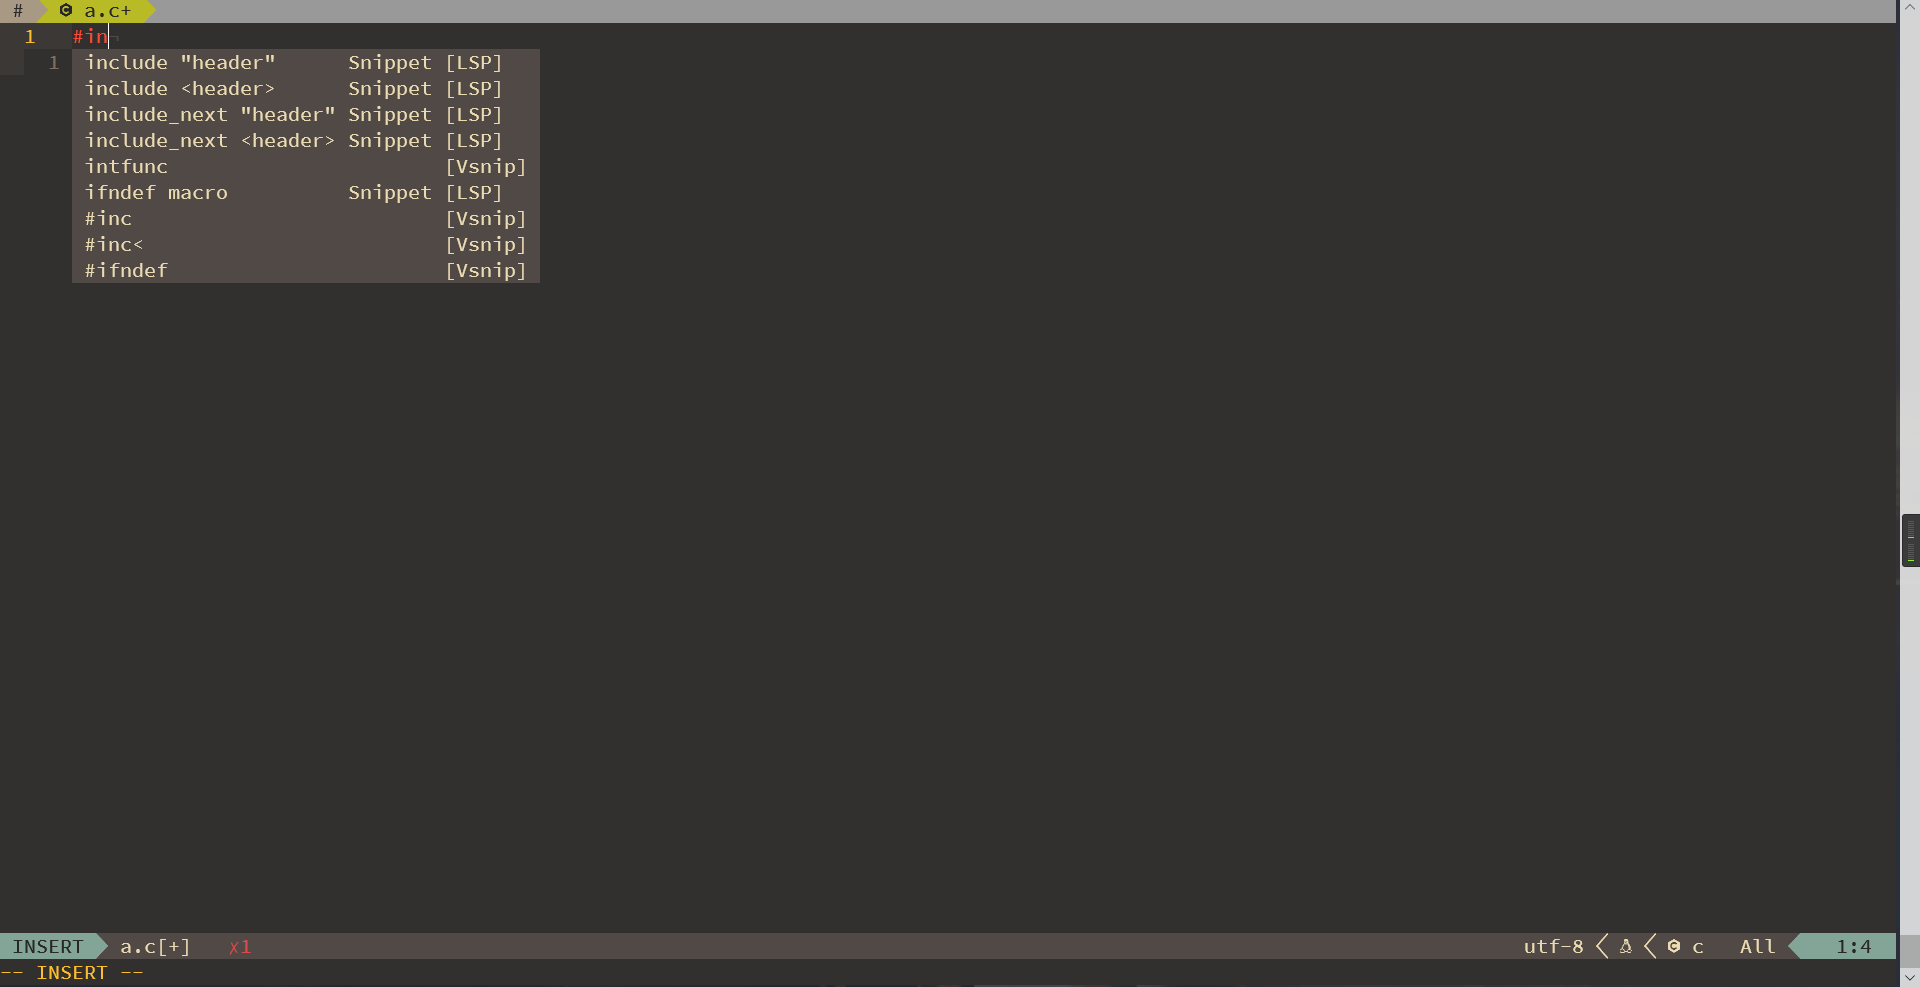 # a.c+
1 #in¬
1 include "header" Snippet [LSP]
include <header> Snippet [LSP]
include_next "header" Snippet [LSP]
include_next <header> Snippet [LSP]
intfunc [Vsnip]
ifndef macro Snippet [LSP]
#inc [Vsnip]
#inc< [Vsnip]
#ifndef [Vsnip]
INSERT a.c[+] ✗1 utf-8 c All 1:4
-- INSERT --